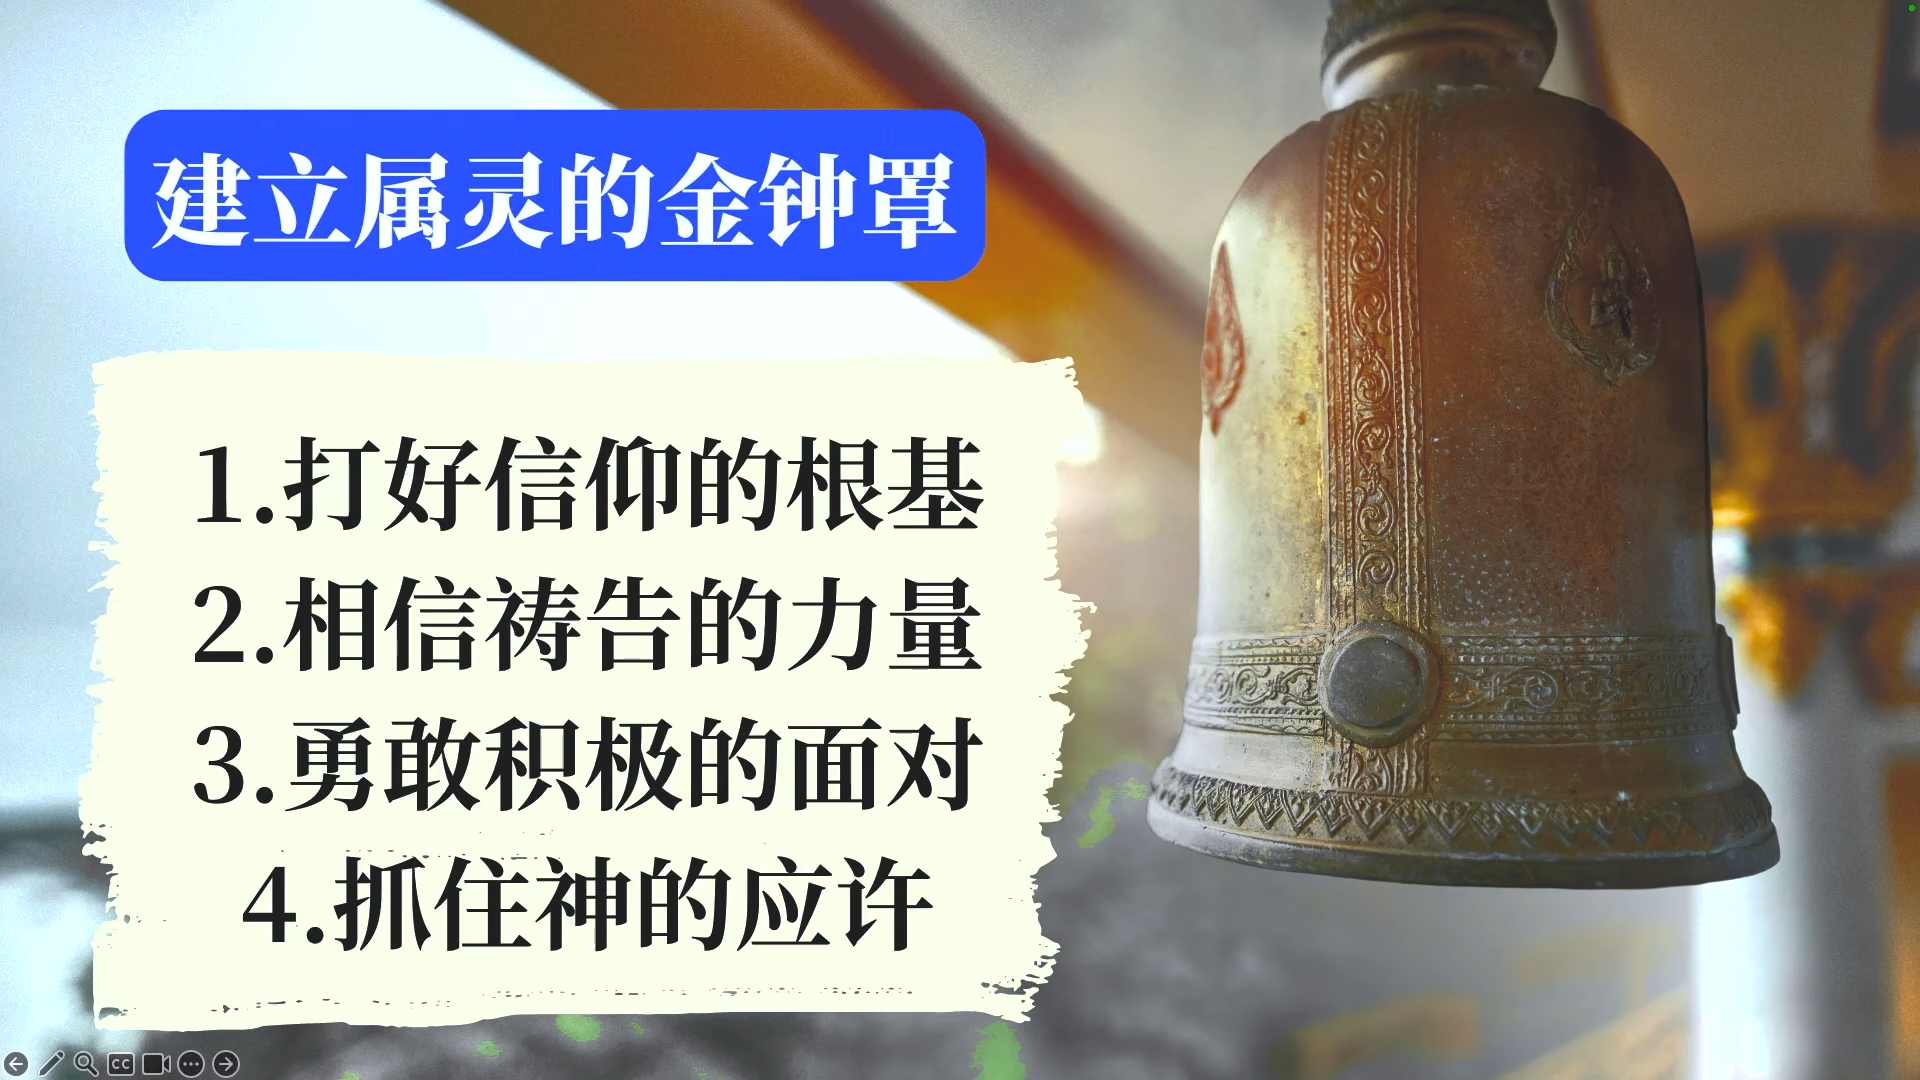 建立属灵的金钟罩
1.打好信仰的根基
2.相信祷告的力量
3.勇敢积极的面对
4.抓住神的应许
CC